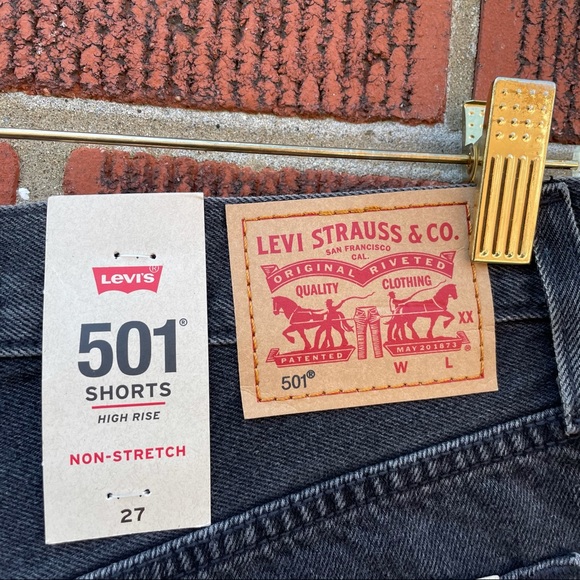 LEVI'S®
501®
SHORTS
HIGH RISE
NON-STRETCH
27
LEVI STRAUSS & CO.
SAN FRANCISCO
CAL.
ORIGINAL RIVETED
QUALITY CLOTHING
XX
PATENTED MAY 20 1873
501®
W L